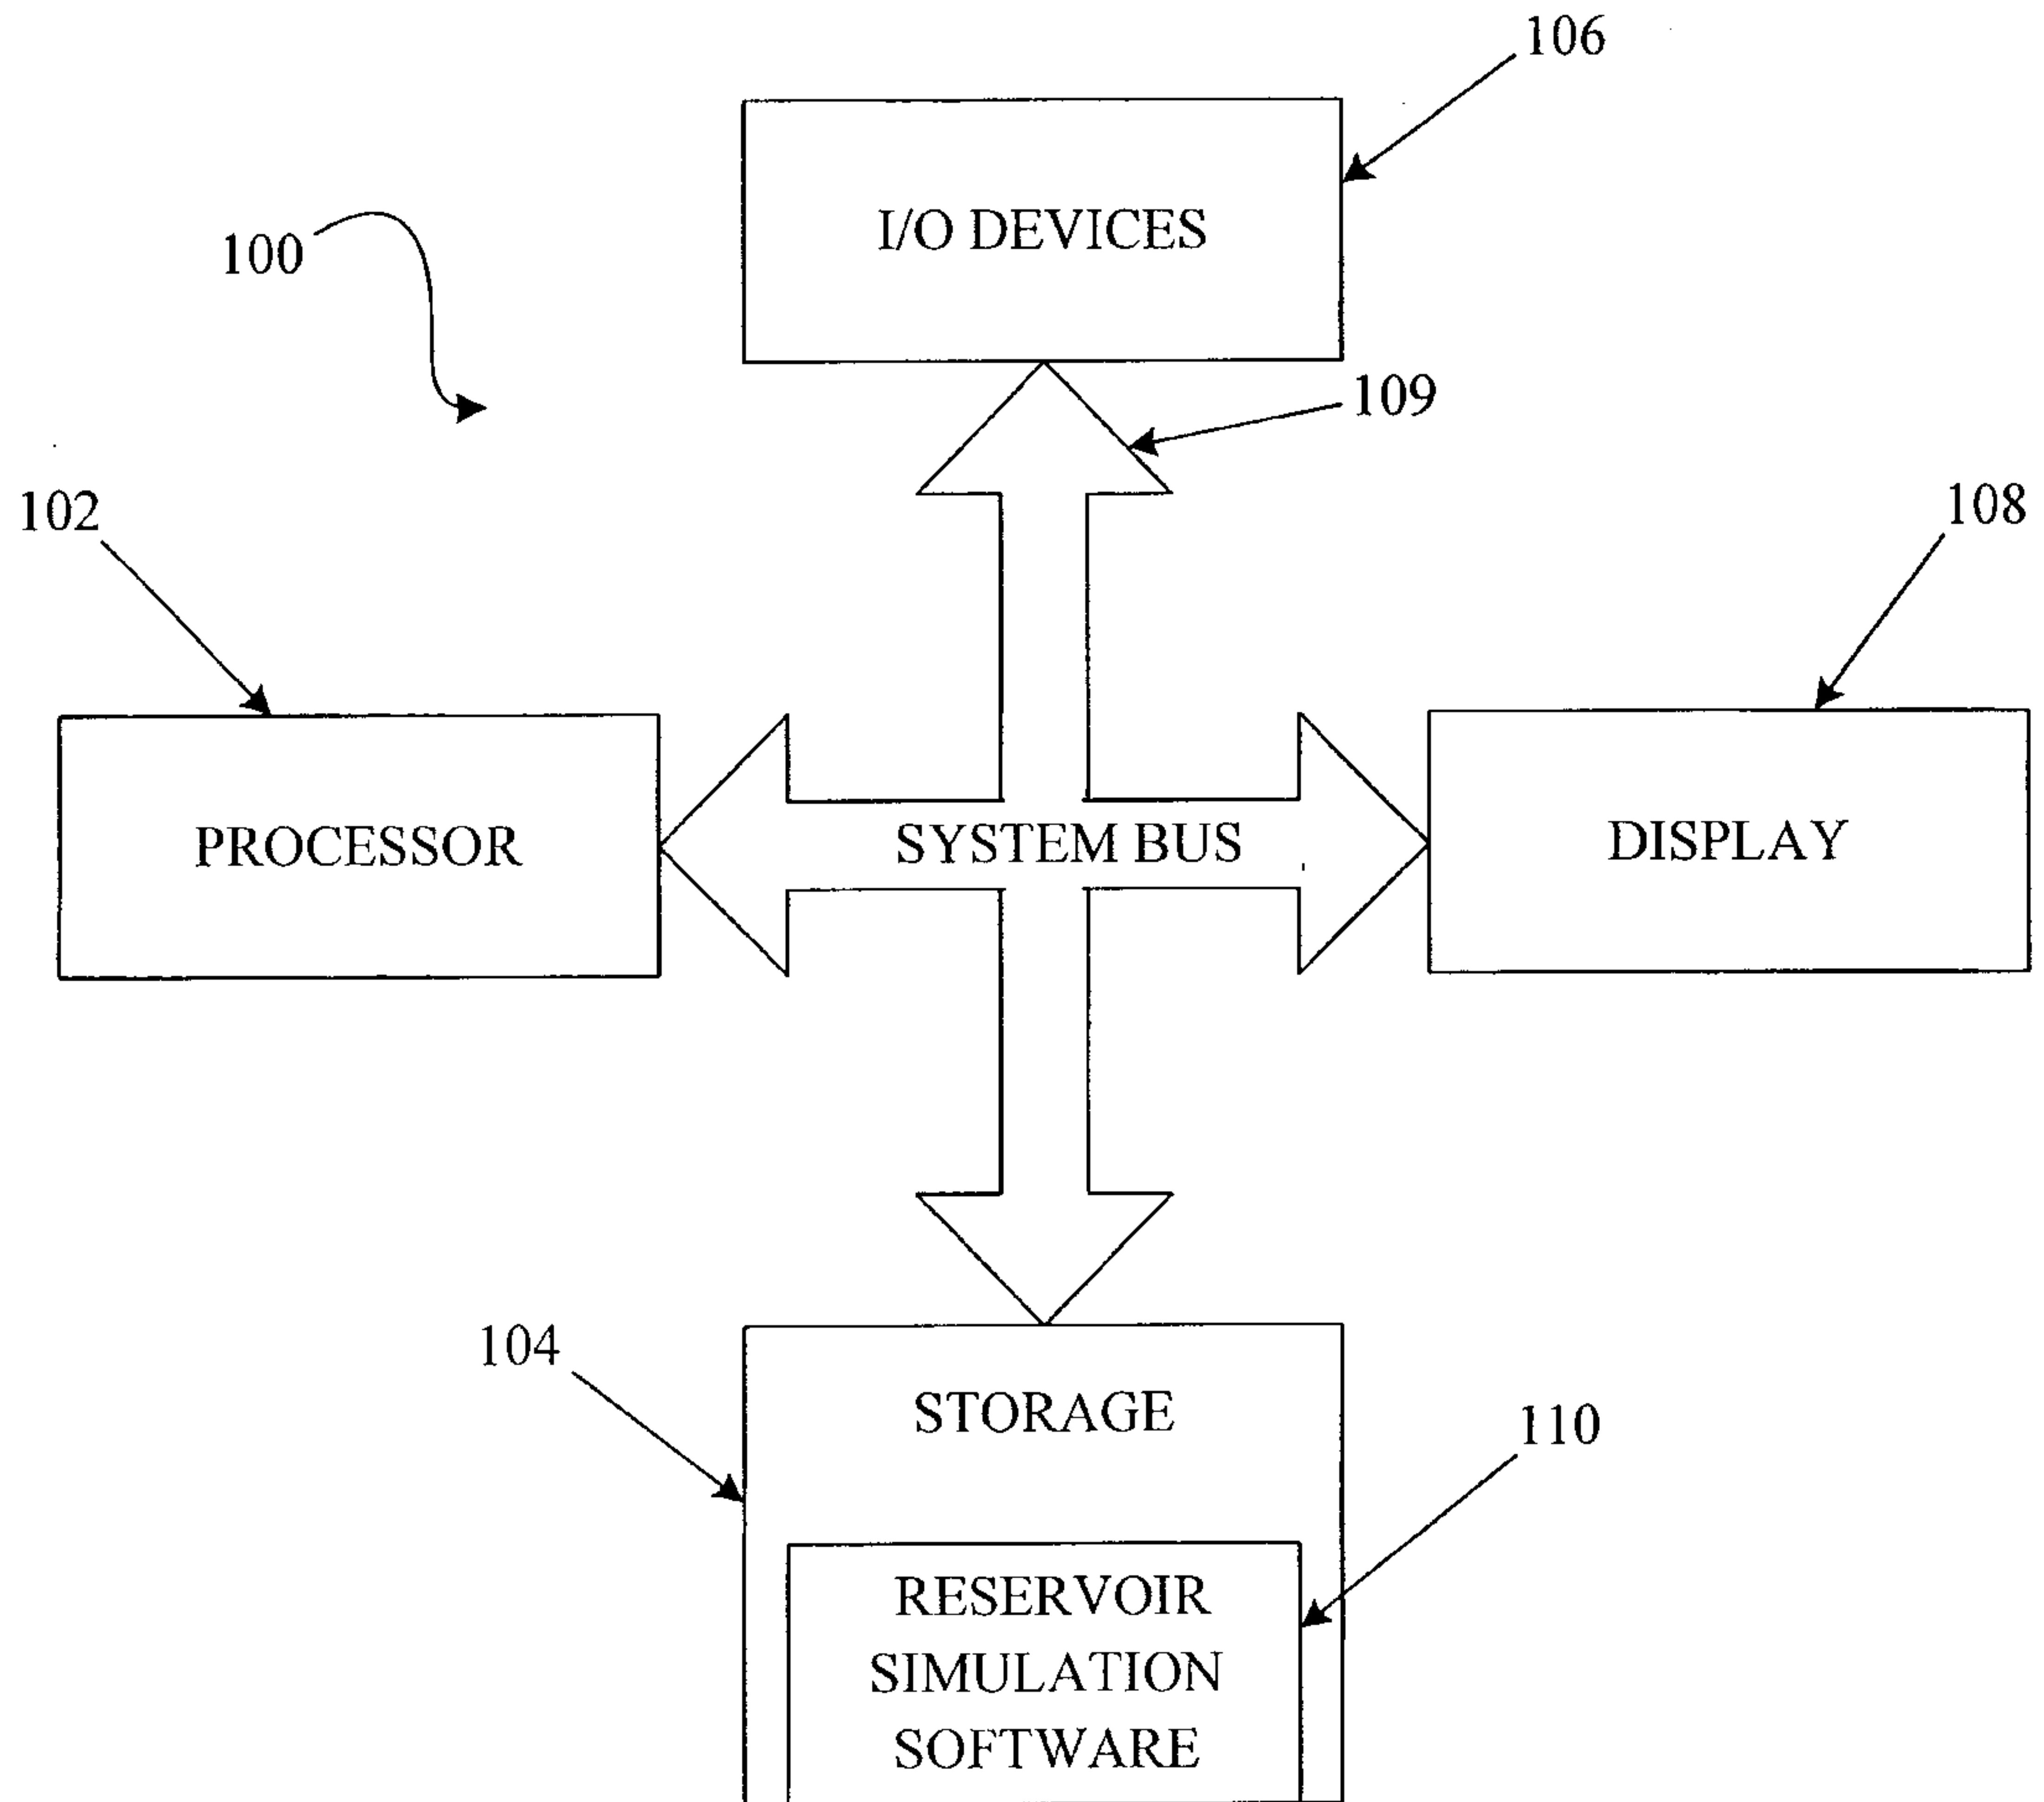 106
I/O DEVICES
100
109
102
108
PROCESSOR
SYSTEM BUS
DISPLAY
104
STORAGE
110
RESERVOIR
SIMULATION
SOFTWARE